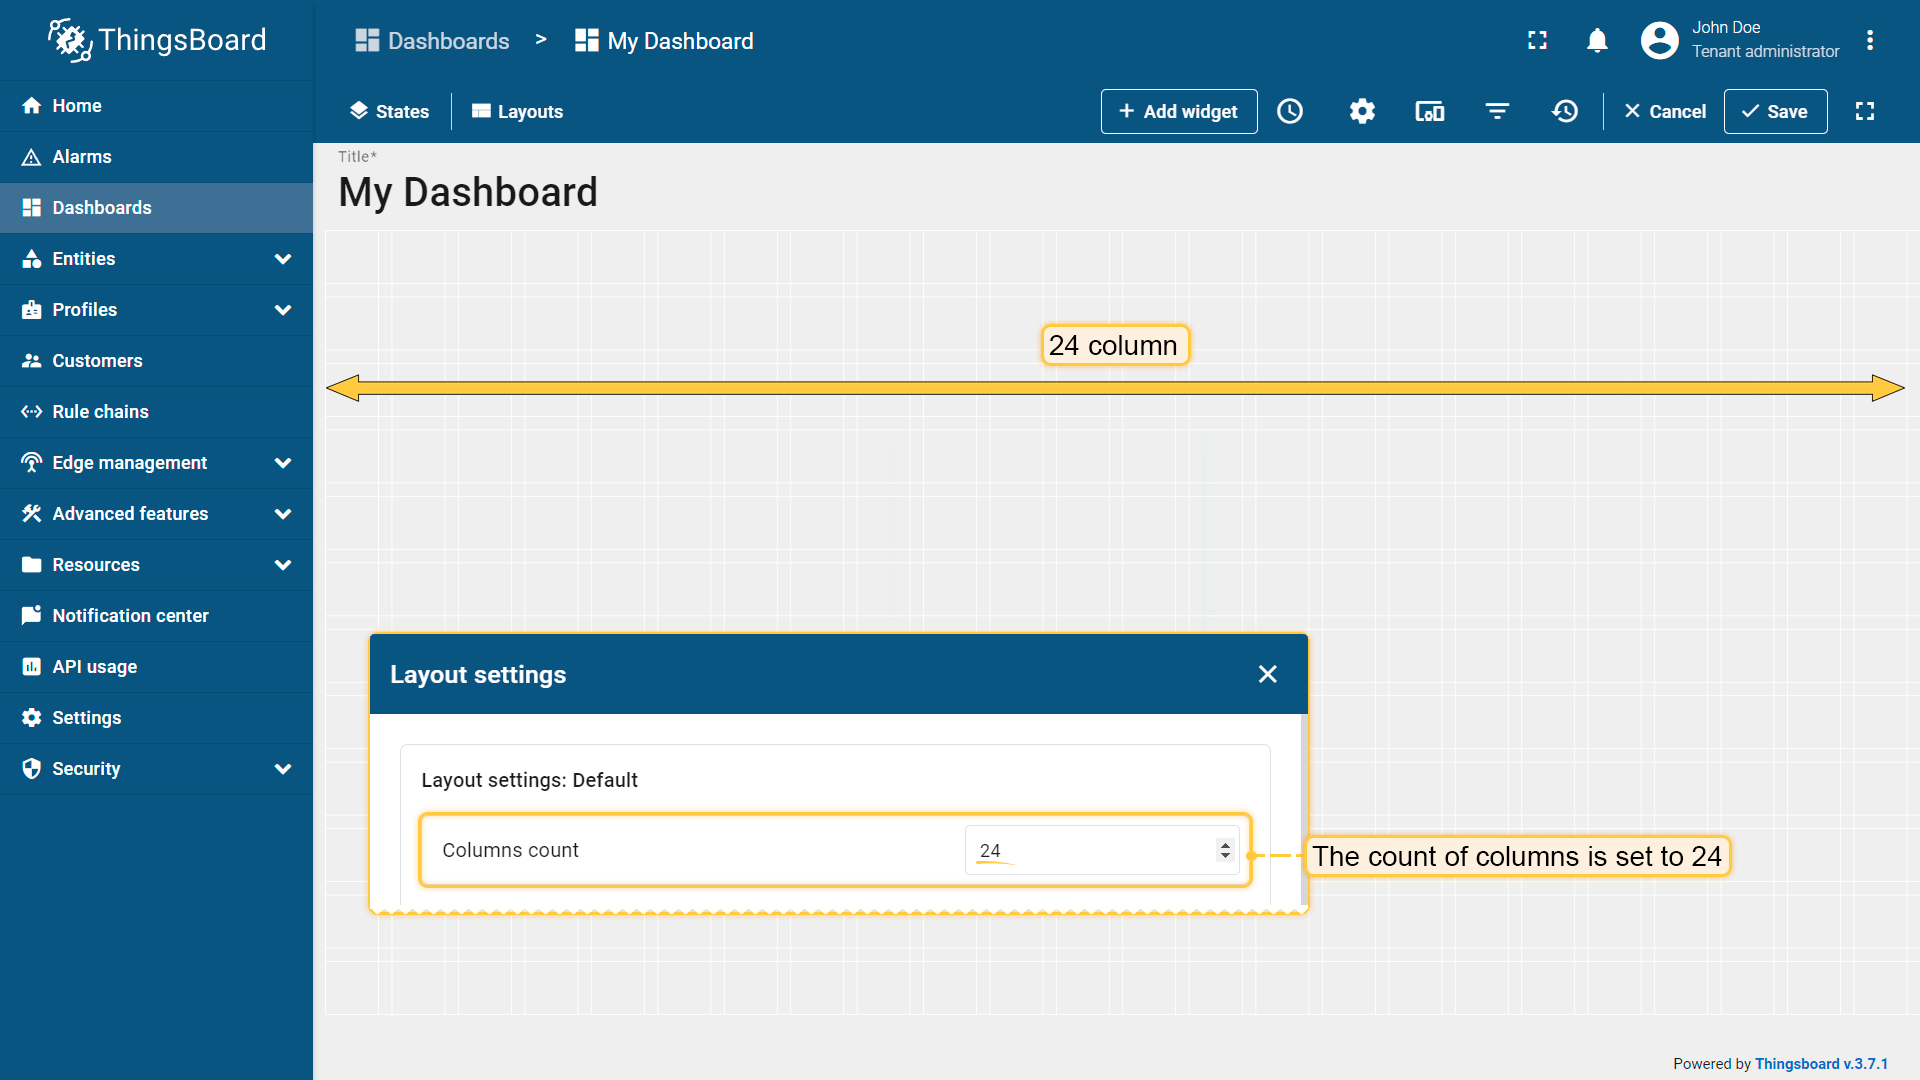 ThingsBoard
Dashboards > My Dashboard
John Doe
Tenant administrator
Home
Alarms
Dashboards
Entities
Profiles
Customers
Rule chains
Edge management
Advanced features
Resources
Notification center
API usage
Settings
Security
States
Layouts
+ Add widget
Cancel
Save
Title*
My Dashboard
24 column
Layout settings
Layout settings: Default
Columns count
24
The count of columns is set to 24
Powered by Thingsboard v.3.7.1